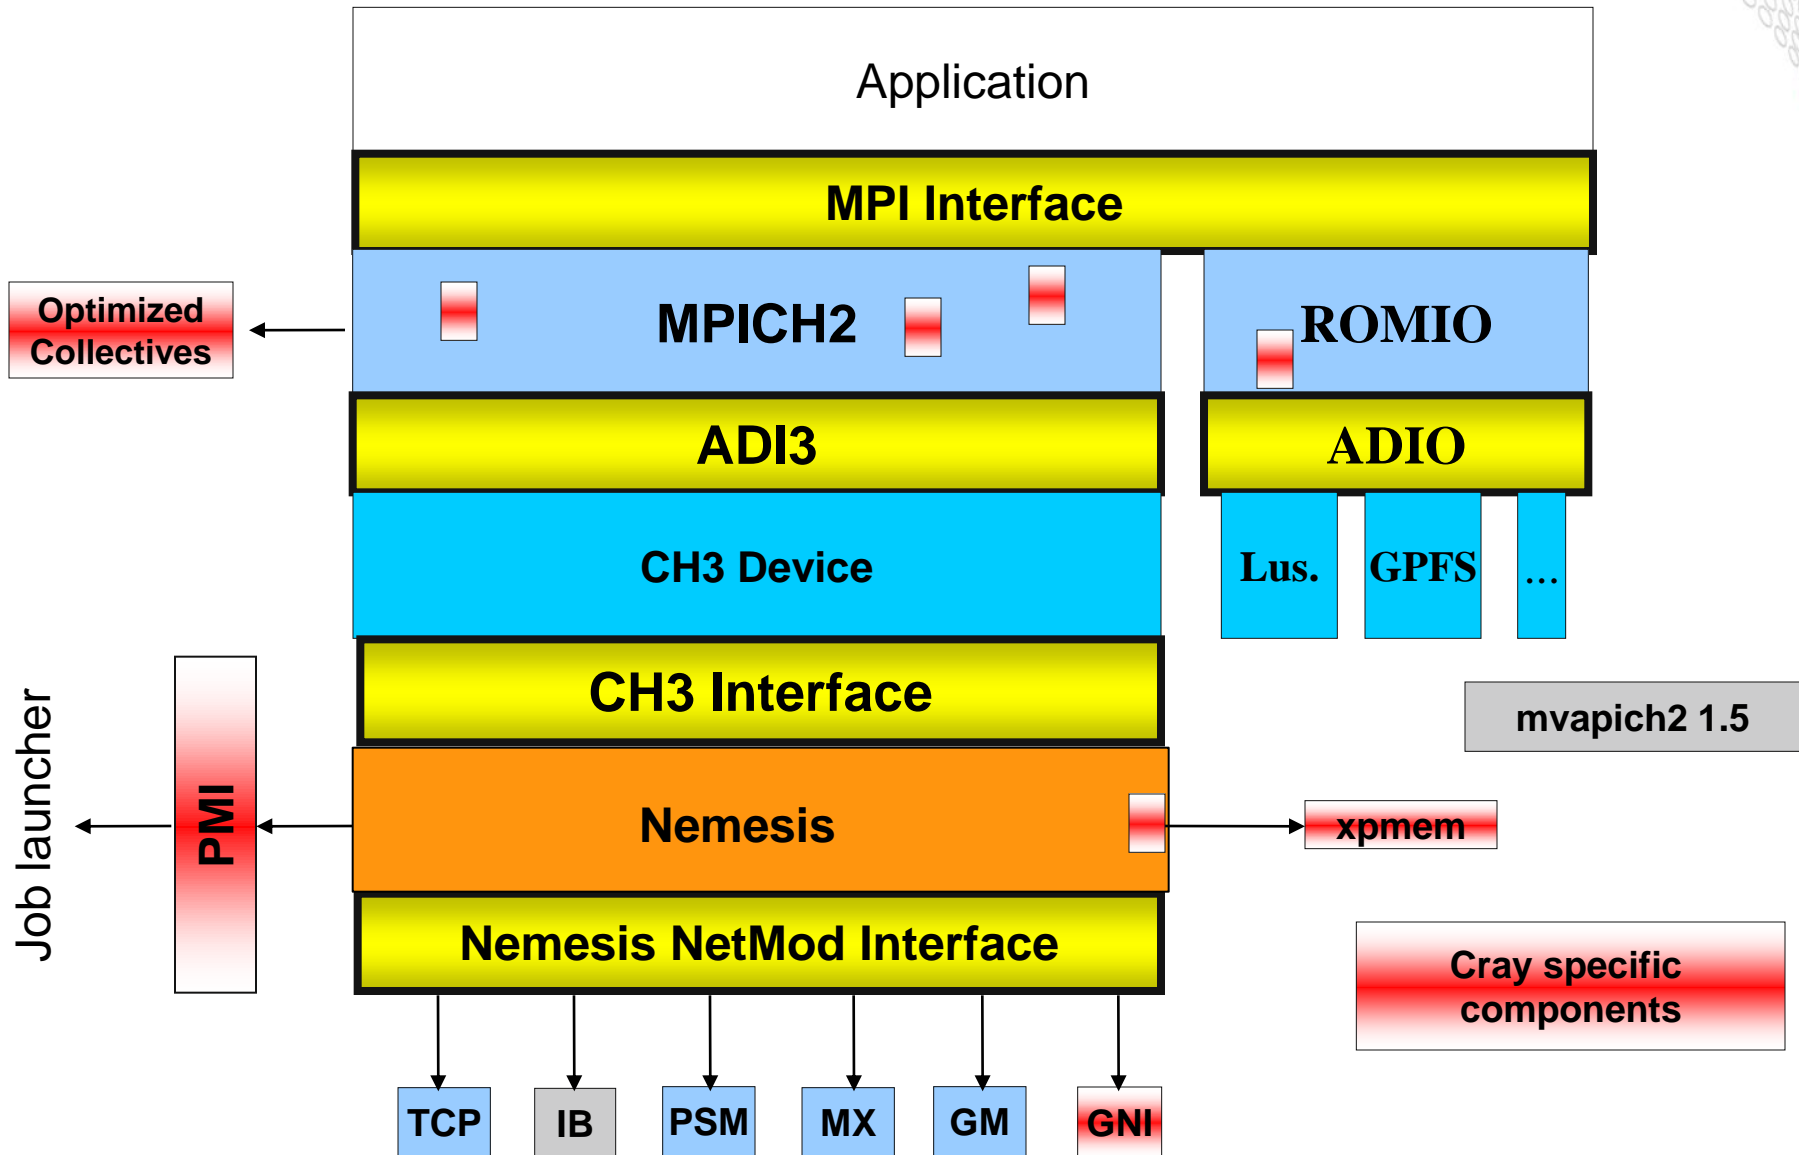 Application
MPI Interface
Optimized
Collectives
MPICH2
ROMIO
ADI3
ADIO
CH3 Device
Lus.
GPFS
...
CH3 Interface
mvapich2 1.5
Job launcher
PMI
Nemesis
xpmem
Nemesis NetMod Interface
Cray specific
components
TCP
IB
PSM
MX
GM
GNI